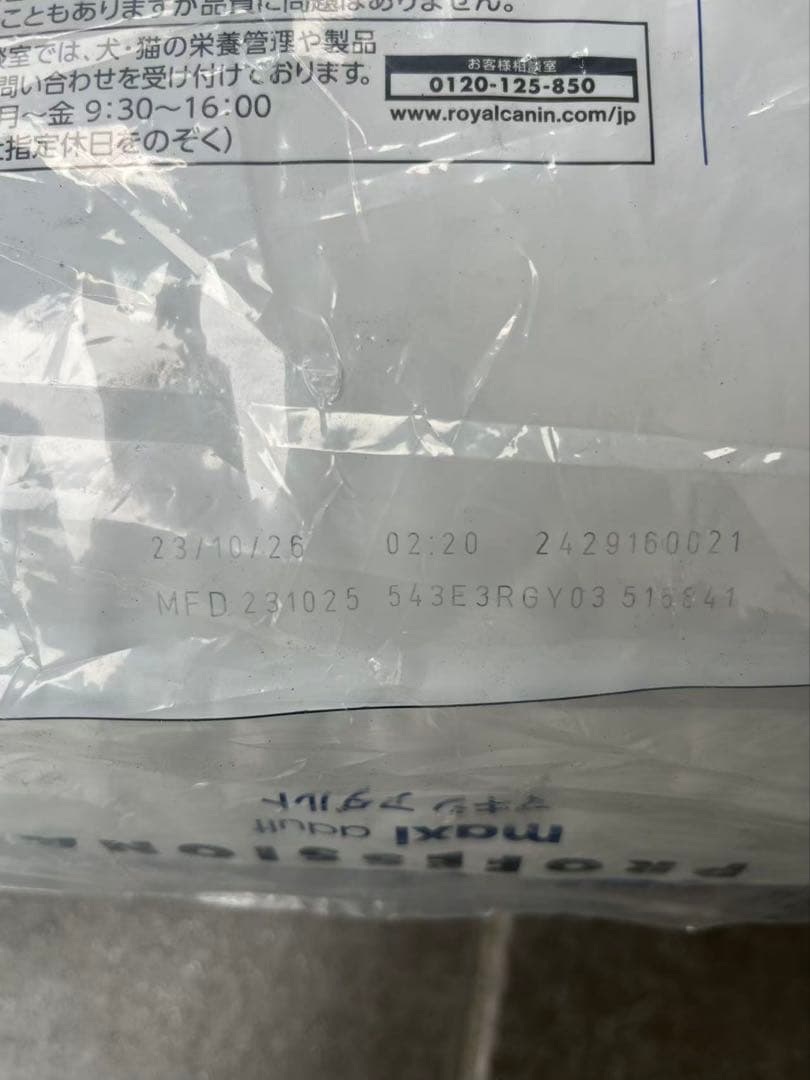 こともありますが品質に問題はありません。
談室では、犬・猫の栄養管理や製品
問い合わせを受け付けております。
月～金 9:30～16:00
指定休日をのぞく)
お客様相談室
0120-125-850
www.royalcanin.com/jp
23/10/26 02:20 2429160021
MFD 231025 543E3RGY03 515841
マキシ アダルト
maxi adult
PROFESSIONA